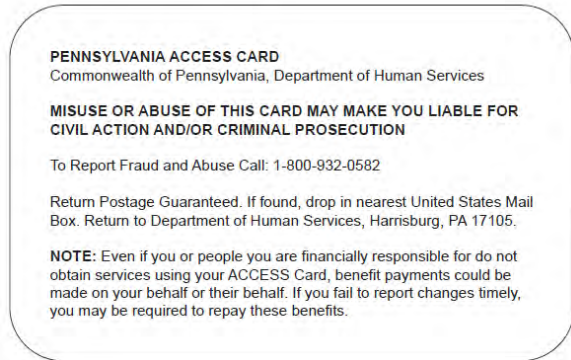 PENNSYLVANIA ACCESS CARD
Commonwealth of Pennsylvania, Department of Human Services
MISUSE OR ABUSE OF THIS CARD MAY MAKE YOU LIABLE FOR
CIVIL ACTION AND/OR CRIMINAL PROSECUTION
To Report Fraud and Abuse Call: 1-800-932-0582
Return Postage Guaranteed. If found, drop in nearest United States Mail
Box. Return to Department of Human Services, Harrisburg, PA 17105.
NOTE: Even if you or people you are financially responsible for do not
obtain services using your ACCESS Card, benefit payments could be
made on your behalf or their behalf. If you fail to report changes timely,
you may be required to repay these benefits.